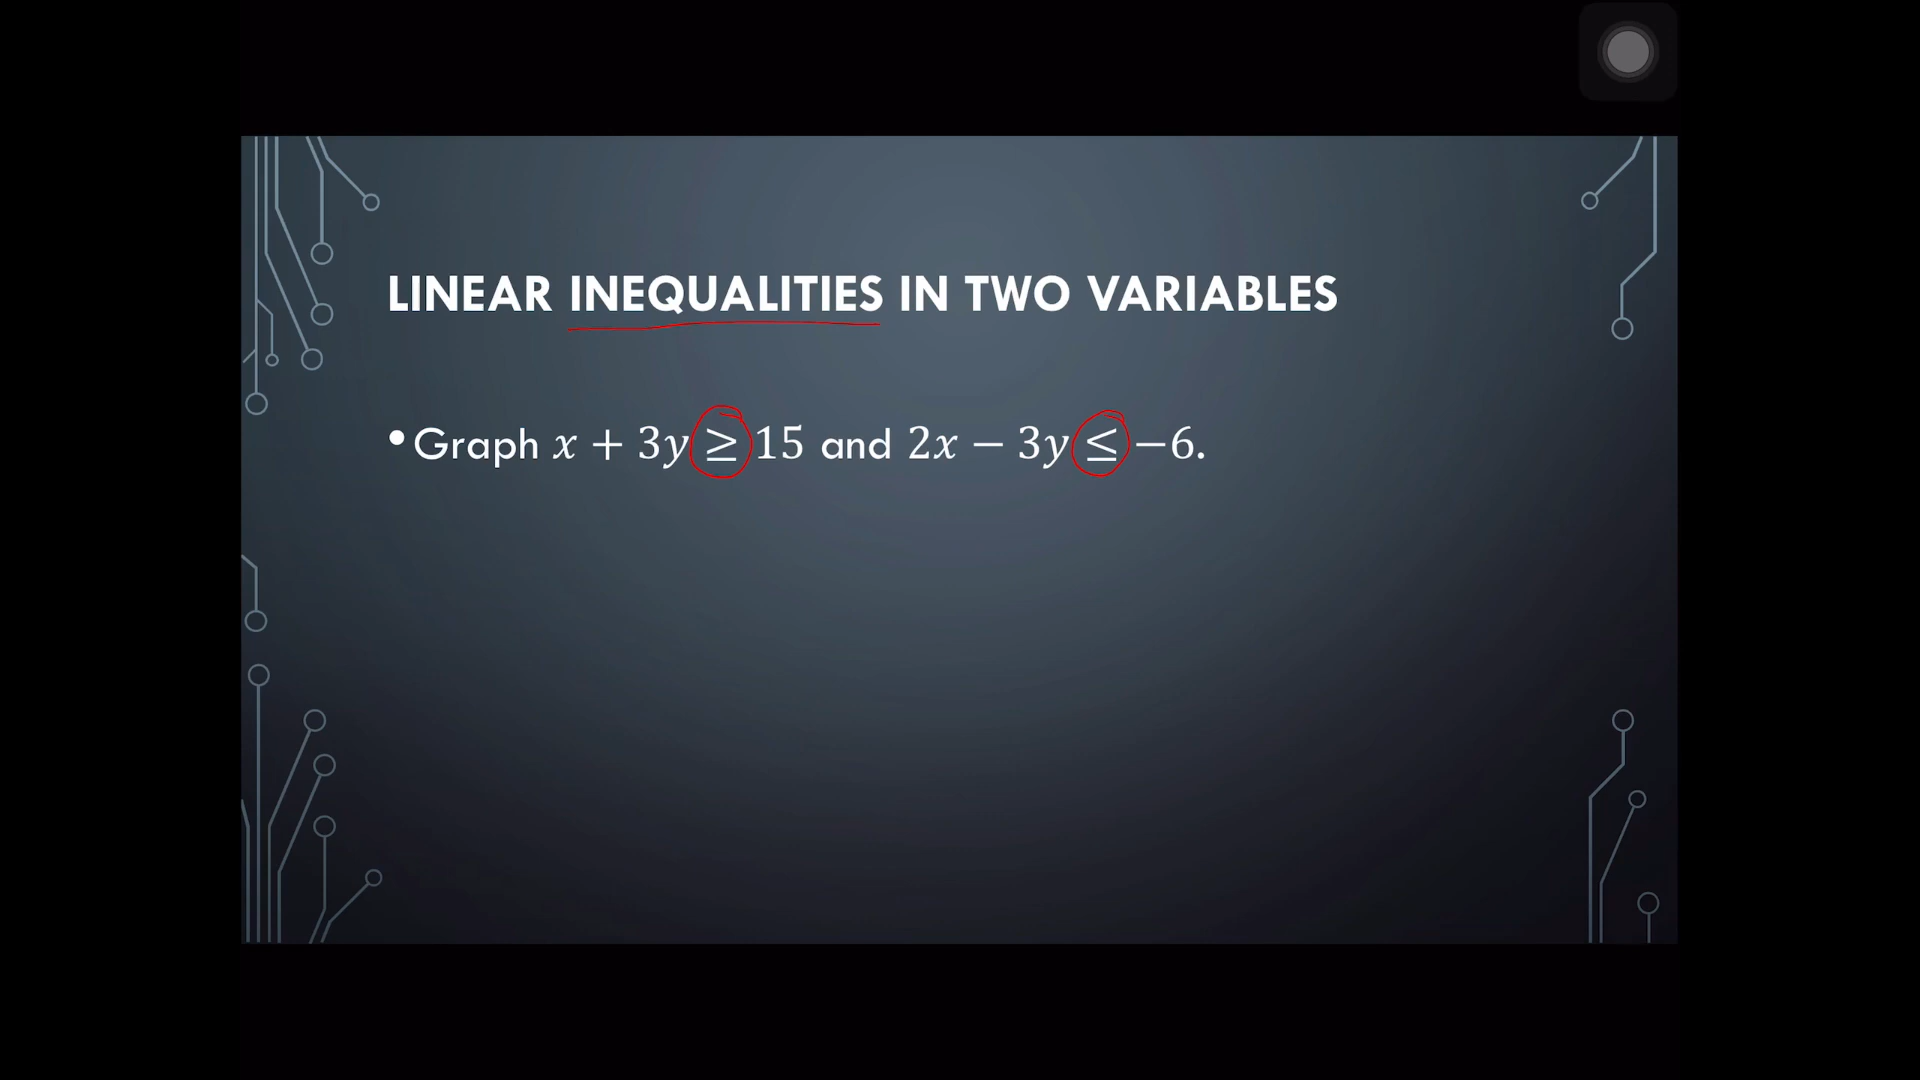 LINEAR INEQUALITIES IN TWO VARIABLES
•Graph x + 3y ≥ 15 and 2x − 3y ≤ −6.